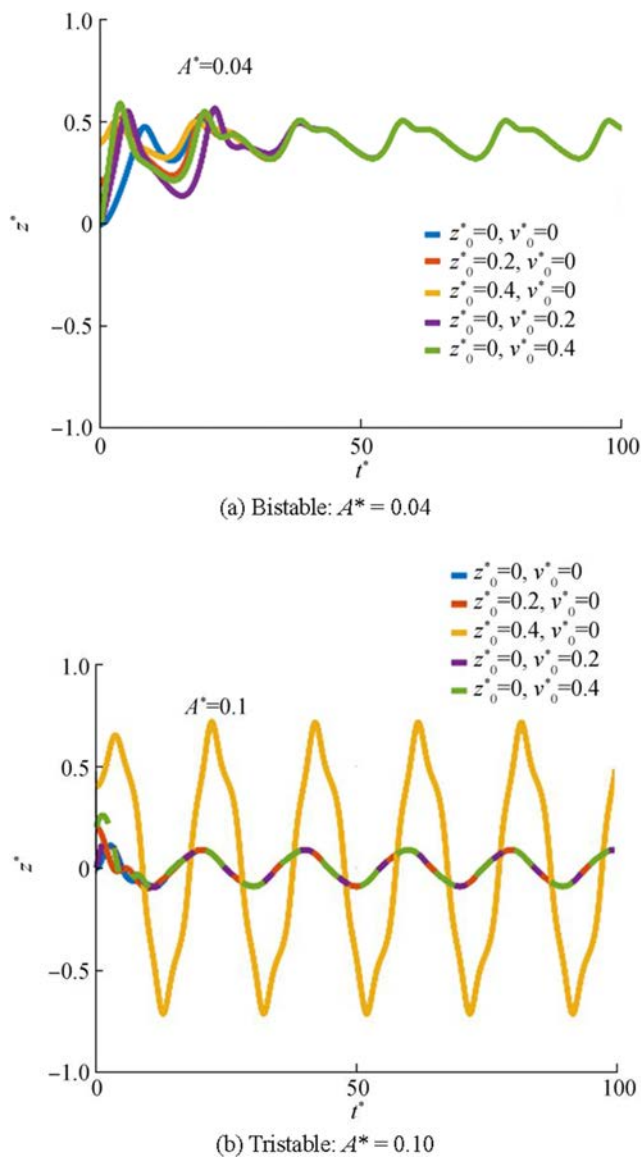 1.0
A*=0.04
0.5
z*
0
z*0=0, v*0=0
z*0=0.2, v*0=0
z*0=0.4, v*0=0
z*0=0, v*0=0.2
z*0=0, v*0=0.4
−0.5
−1.0
0
50
100
t*
(a) Bistable: A* = 0.04
z*0=0, v*0=0
z*0=0.2, v*0=0
z*0=0.4, v*0=0
z*0=0, v*0=0.2
z*0=0, v*0=0.4
1.0
A*=0.1
0.5
z*
0
−0.5
−1.0
0
50
100
t*
(b) Tristable: A* = 0.10